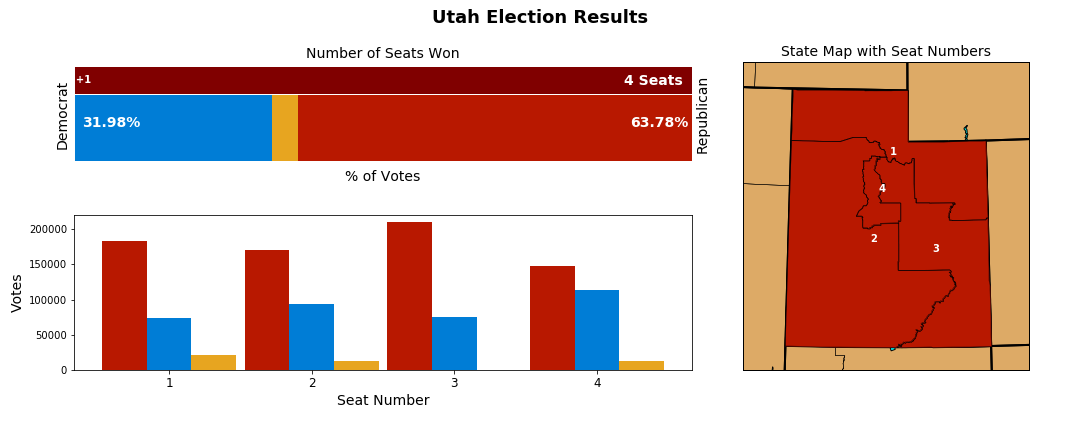 Utah Election Results
Number of Seats Won
+1
4 Seats
Democrat
31.98%
63.78%
Republican
% of Votes
State Map with Seat Numbers
1
4
2
3
Votes
200000
150000
100000
50000
0
1 2 3 4
Seat Number